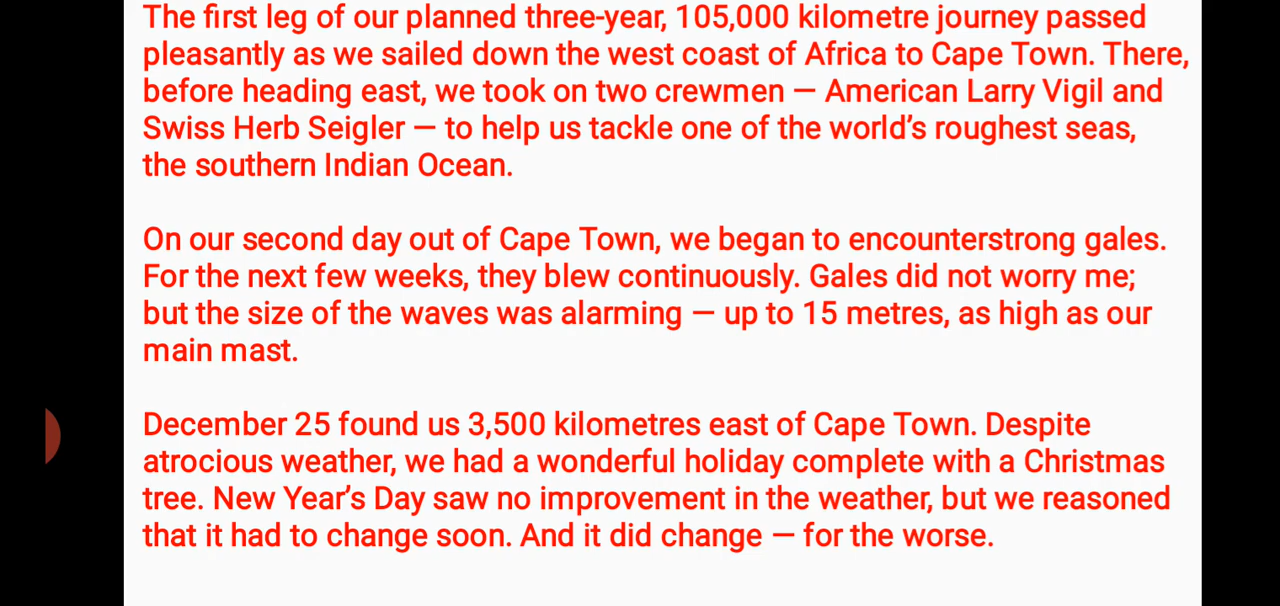 The first leg of our planned three-year, 105,000 kilometre journey passed
pleasantly as we sailed down the west coast of Africa to Cape Town. There,
before heading east, we took on two crewmen — American Larry Vigil and
Swiss Herb Seigler — to help us tackle one of the world’s roughest seas,
the southern Indian Ocean.
On our second day out of Cape Town, we began to encounterstrong gales.
For the next few weeks, they blew continuously. Gales did not worry me;
but the size of the waves was alarming — up to 15 metres, as high as our
main mast.
December 25 found us 3,500 kilometres east of Cape Town. Despite
atrocious weather, we had a wonderful holiday complete with a Christmas
tree. New Year’s Day saw no improvement in the weather, but we reasoned
that it had to change soon. And it did change — for the worse.